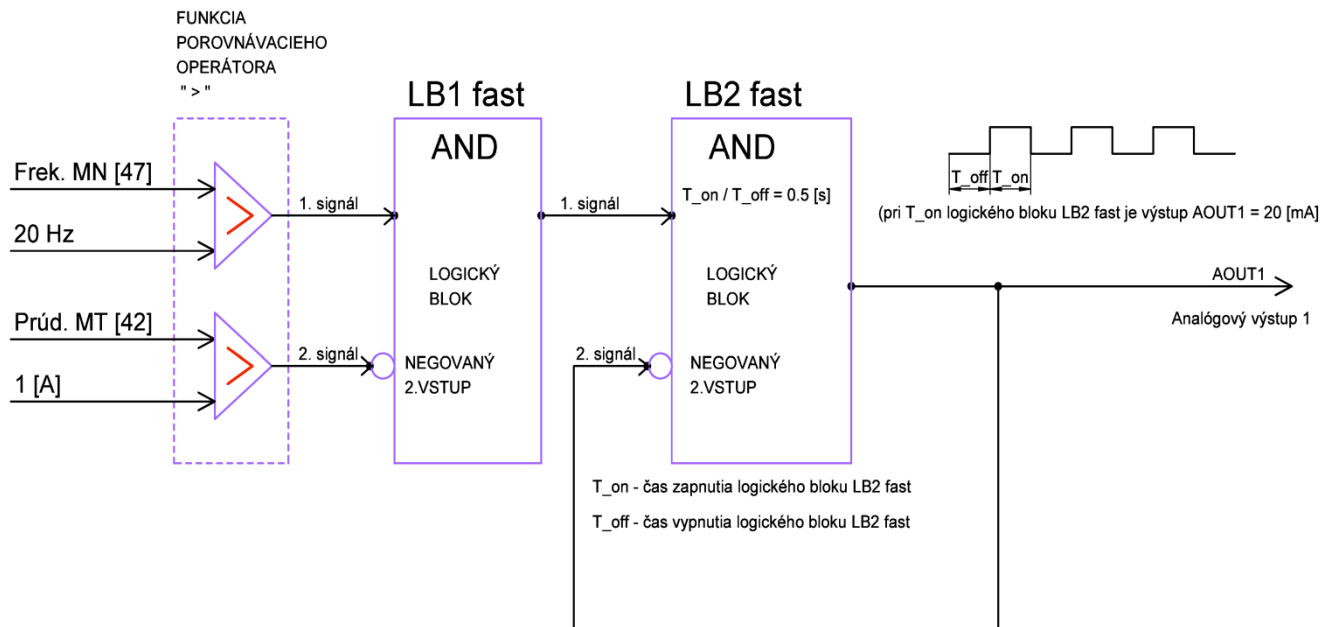 FUNKCIA
POROVNÁVACIEHO
OPERÁTORA
" > "
LB1 fast
LB2 fast
AND
AND
Frek. MN [47]
20 Hz
1. signál
1. signál
T_on / T_off = 0.5 [s]
T_off
T_on
(pri T_on logického bloku LB2 fast je výstup AOUT1 = 20 [mA]
LOGICKÝ
BLOK
LOGICKÝ
BLOK
AOUT1
Analógový výstup 1
Prúd. MT [42]
1 [A]
2. signál
NEGOVANÝ
2.VSTUP
2. signál
NEGOVANÝ
2.VSTUP
T_on - čas zapnutia logického bloku LB2 fast
T_off - čas vypnutia logického bloku LB2 fast